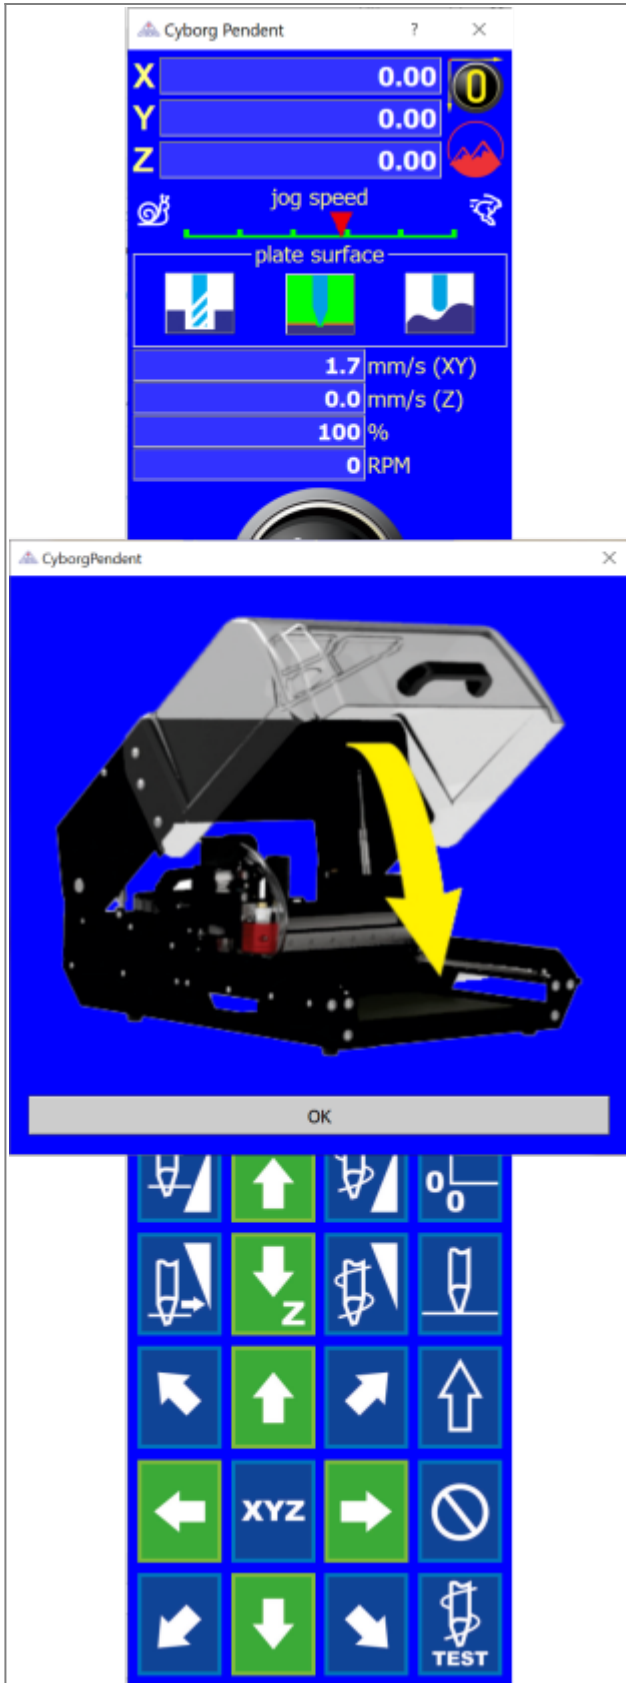 Cyborg Pendent ?
X 0.00 0
Y 0.00
Z 0.00
jog speed
plate surface
1.7 mm/s (XY)
0.0 mm/s (Z)
100 %
0 RPM
CyborgPendent
OK
0
0
Z
XYZ
TEST